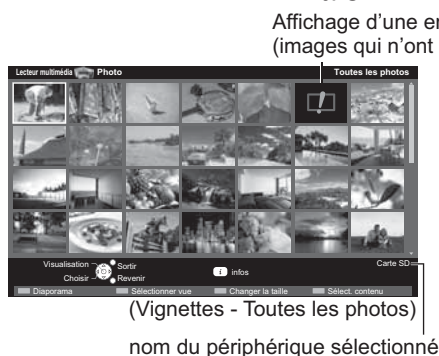 Affichage d'une er
(images qui n'ont
Lecteur multimédia Photo Toutes les photos
Visualisation Sortir Carte SD
Choisir Revenir i infos
Diaporama Sélectionner vue Changer la taille Sélect. contenu
(Vignettes - Toutes les photos)
nom du périphérique sélectionné